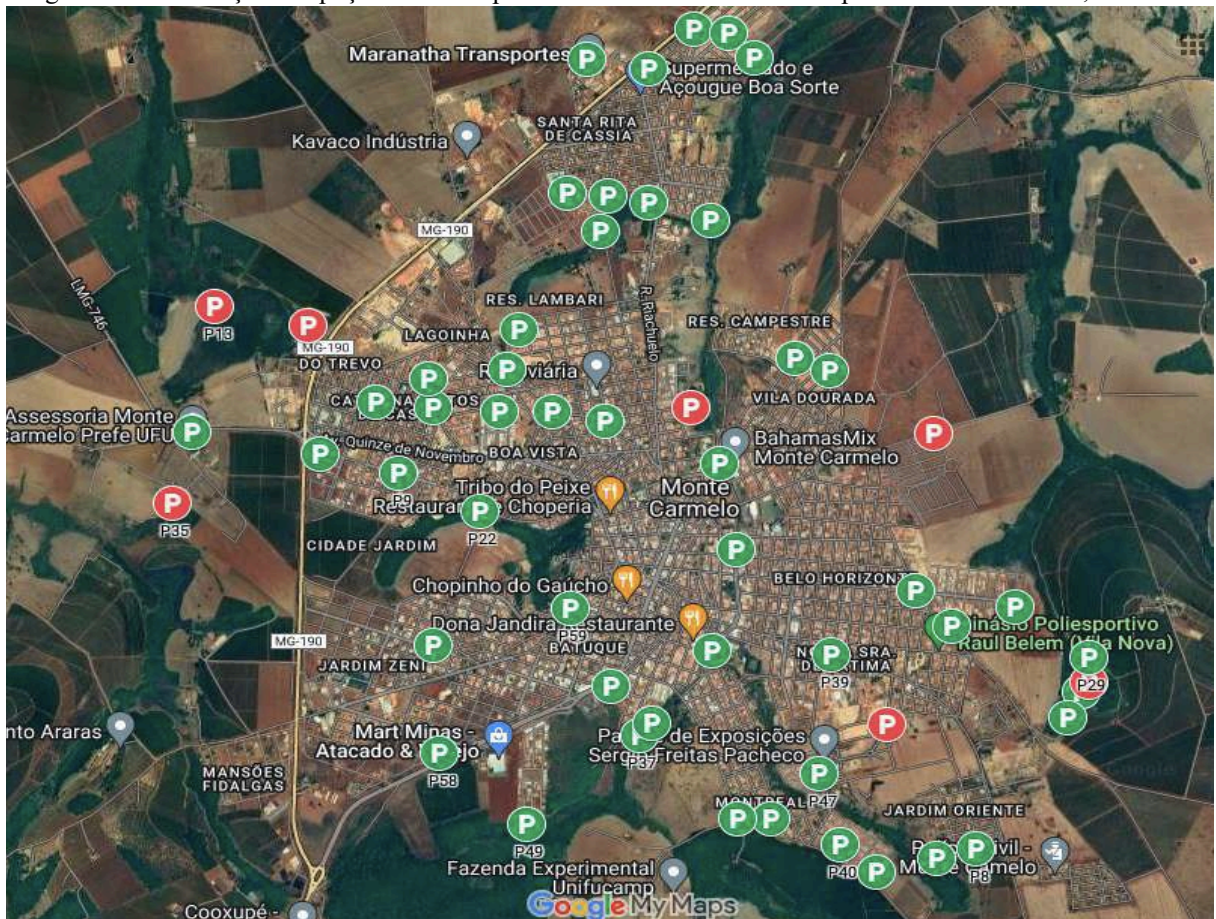 Maranatha Transportes
Supermercado e
Açougue Boa Sorte
SANTA RITA
DE CASSIA
Kavaco Indústria
MG-190
LMG-746
RES. LAMBARI
R. Riachuelo
RES. CAMPESTRE
P13
LAGOINHA
MG-190
DO TREVO
VILA DOURADA
Assessoria Monte
Carmelo Prefe UFU
Av. Quinze de Novembro
BOA VISTA
BahamasMix
Monte Carmelo
P9
Tribo do Peixe
Restaurante Choperia
Monte
Carmelo
P35
P22
CIDADE JARDIM
Chopinho do Gaúcho
BELO HORIZONT
P59
Dona Jandira Restaurante
BATUQUE
MG-190
inásio Poliesportivo
Raul Belem (Vila Nova)
JARDIM ZENI
P39
P29
nto Araras
Mart Minas -
Atacado &
P58
P37
de Exposições
Freitas Pacheco
MANSÕES
FIDALGAS
P47
MONTREAL
JARDIM ORIENTE
P49
P40
P8
Fazenda Experimental
Unifucamp
Cooxupé -
Google My Maps